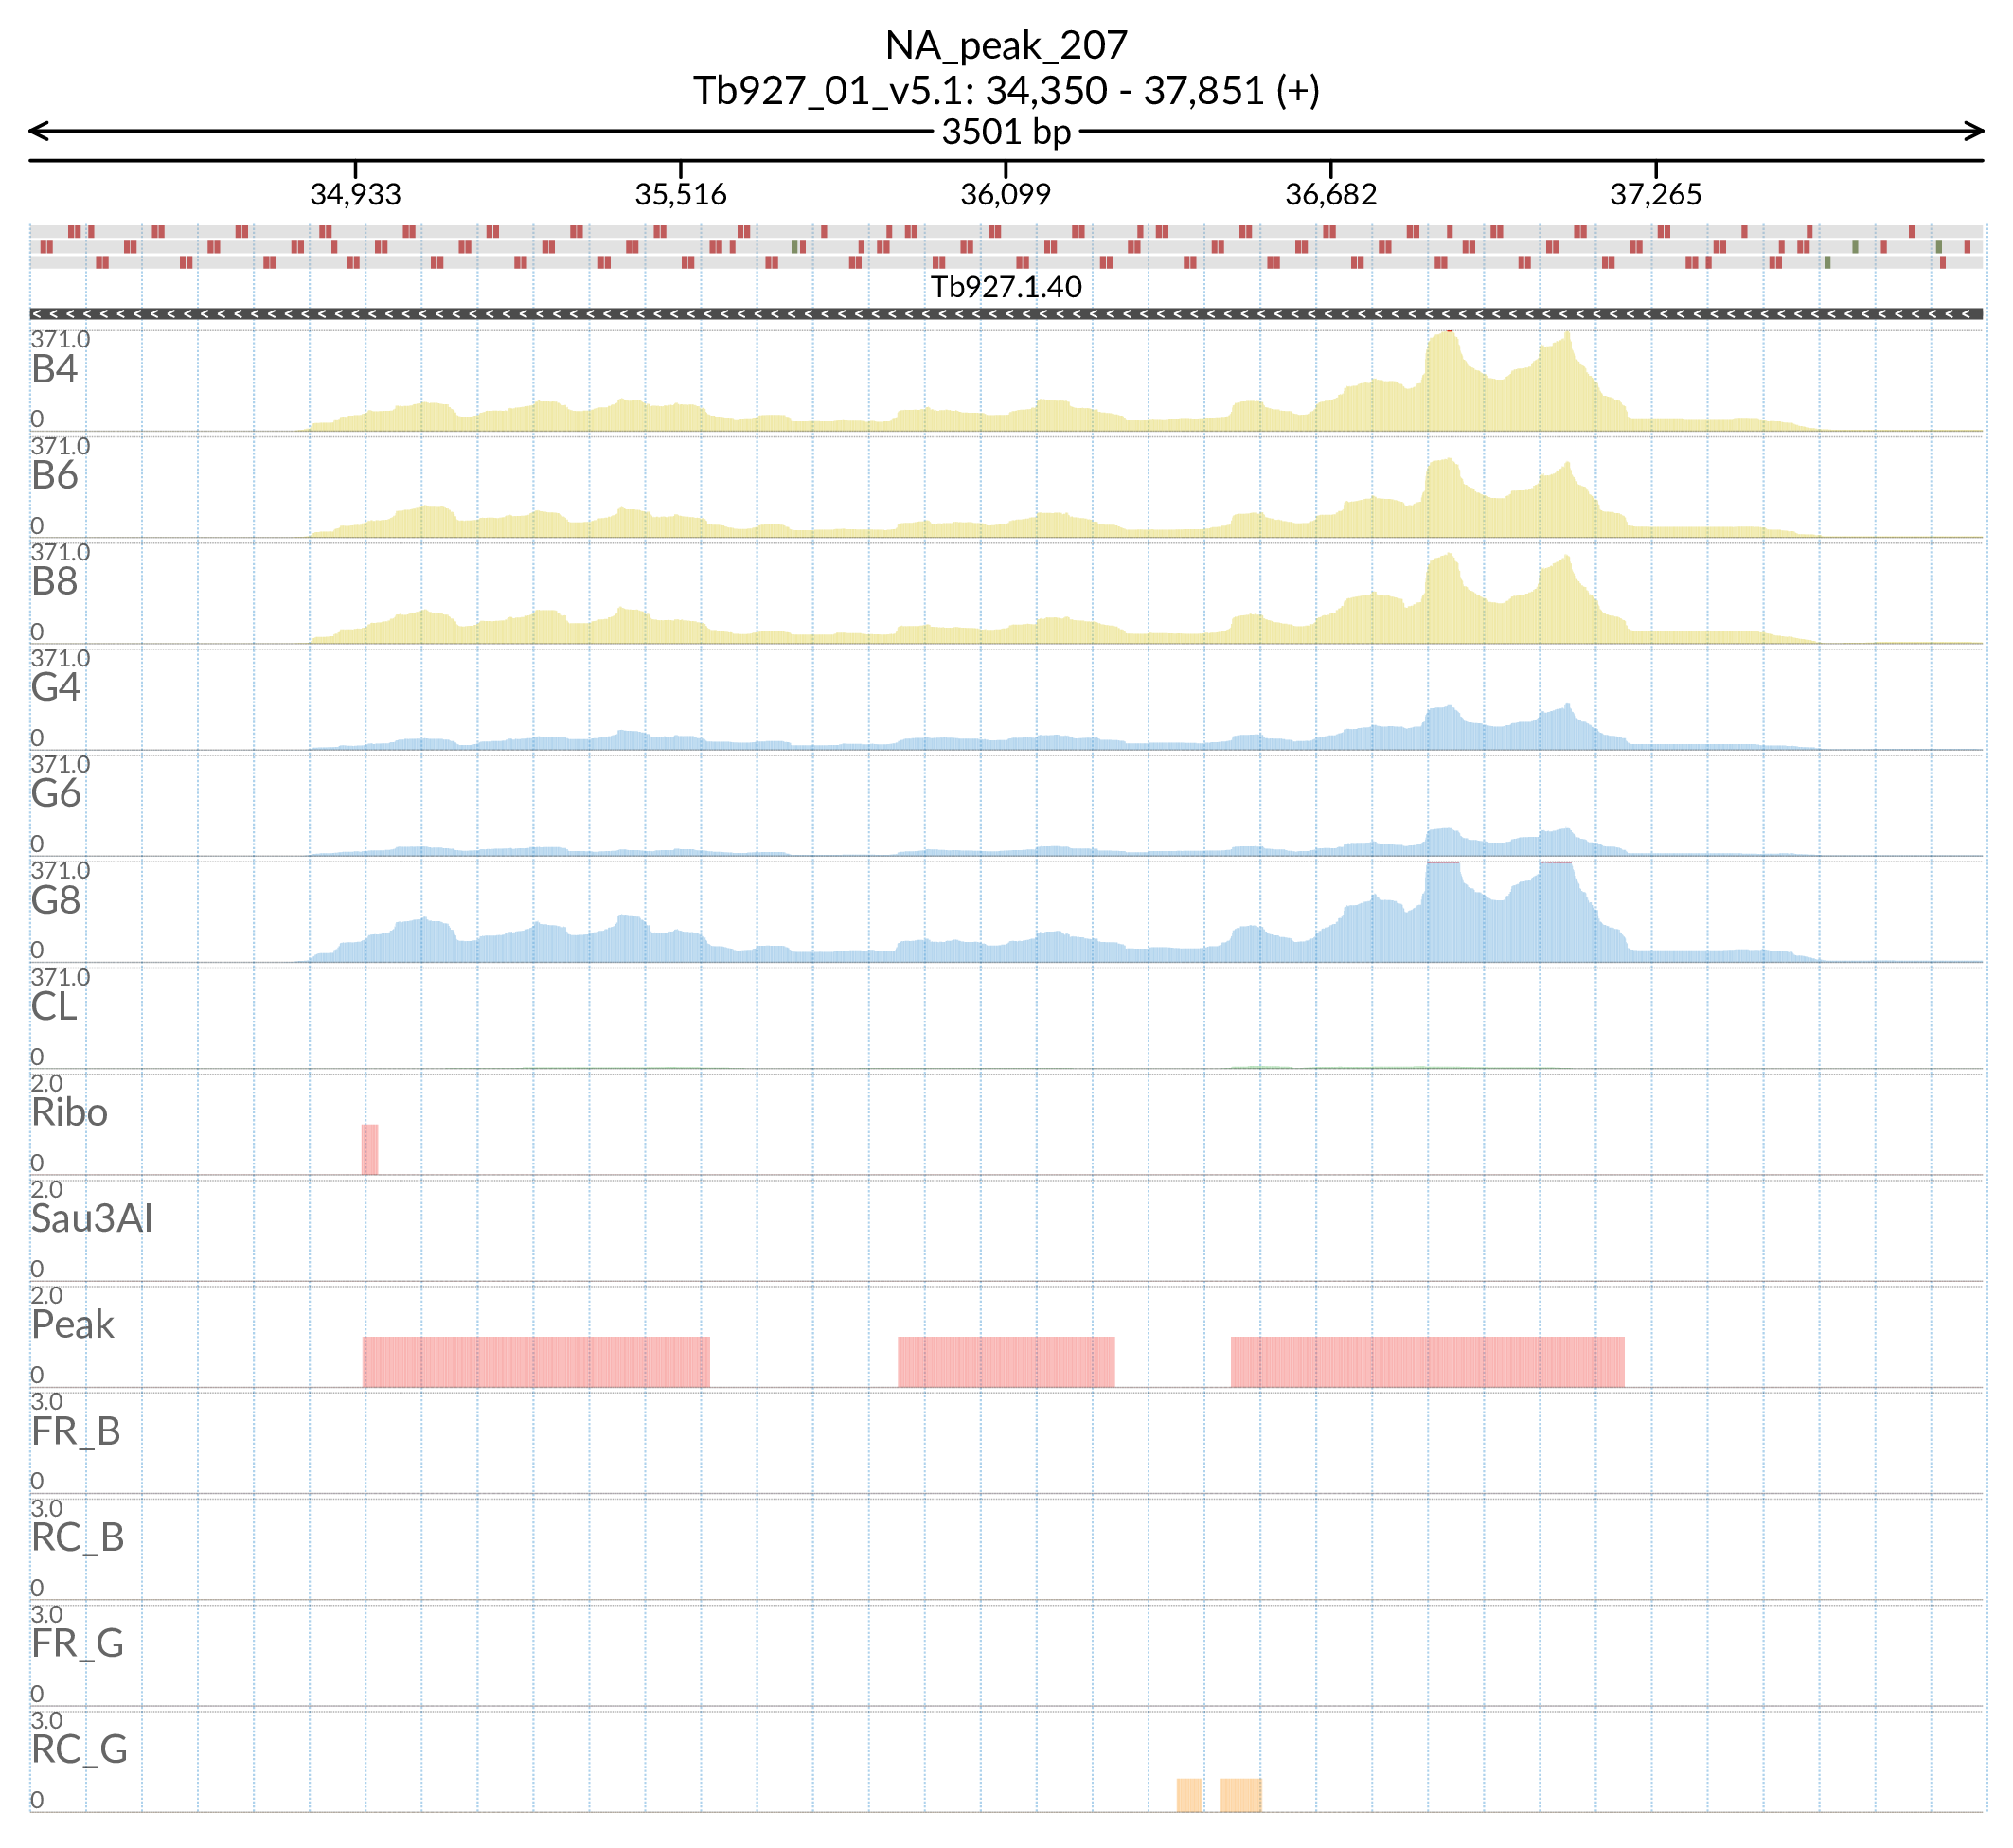 NA_peak_207
Tb927_01_v5.1: 34,350 - 37,851 (+)
3501 bp
34,933 35,516 36,099 36,682 37,265
Tb927.1.40
371.0
B4
0
371.0
B6
0
371.0
B8
0
371.0
G4
0
371.0
G6
0
371.0
G8
0
371.0
CL
0
2.0
Ribo
0
2.0
Sau3AI
0
2.0
Peak
0
3.0
FR_B
0
3.0
RC_B
0
3.0
FR_G
0
3.0
RC_G
0